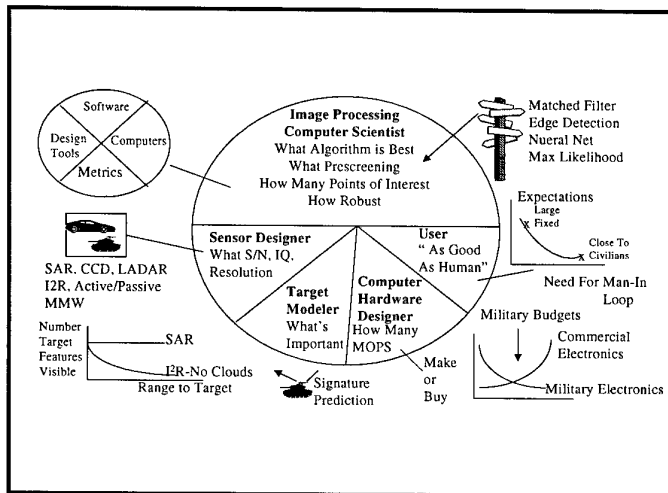 Software
Design
Tools
Computers
Metrics
Image Processing
Computer Scientist
What Algorithm is Best
What Prescreening
How Many Points of Interest
How Robust
Matched Filter
Edge Detection
Nueral Net
Max Likelihood
Sensor Designer
What S/N, IQ,
Resolution
User
" As Good
As Human"
Expectations
Large
Fixed
x
Close To
x Civilians
SAR, CCD, LADAR
I2R, Active/Passive
MMW
Target
Modeler
What's
Important
Computer
Hardware
Designer
How Many
MOPS
Need For Man-In
Loop
Number
Target
Features
Visible
SAR
I²R-No Clouds
Range to Target
Signature
Prediction
Make
or
Buy
Military Budgets
Commercial
Electronics
Military Electronics